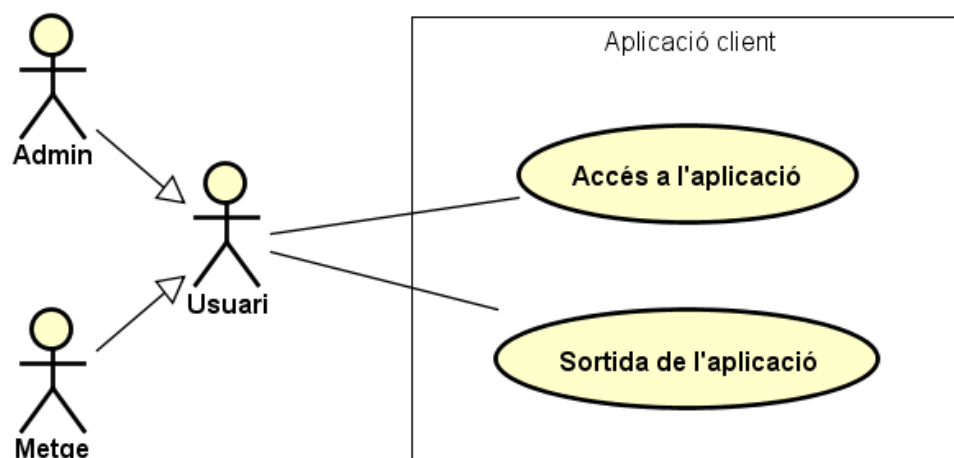 Aplicació client
Admin
Accés a l'aplicació
Usuari
Sortida de l'aplicació
Metge